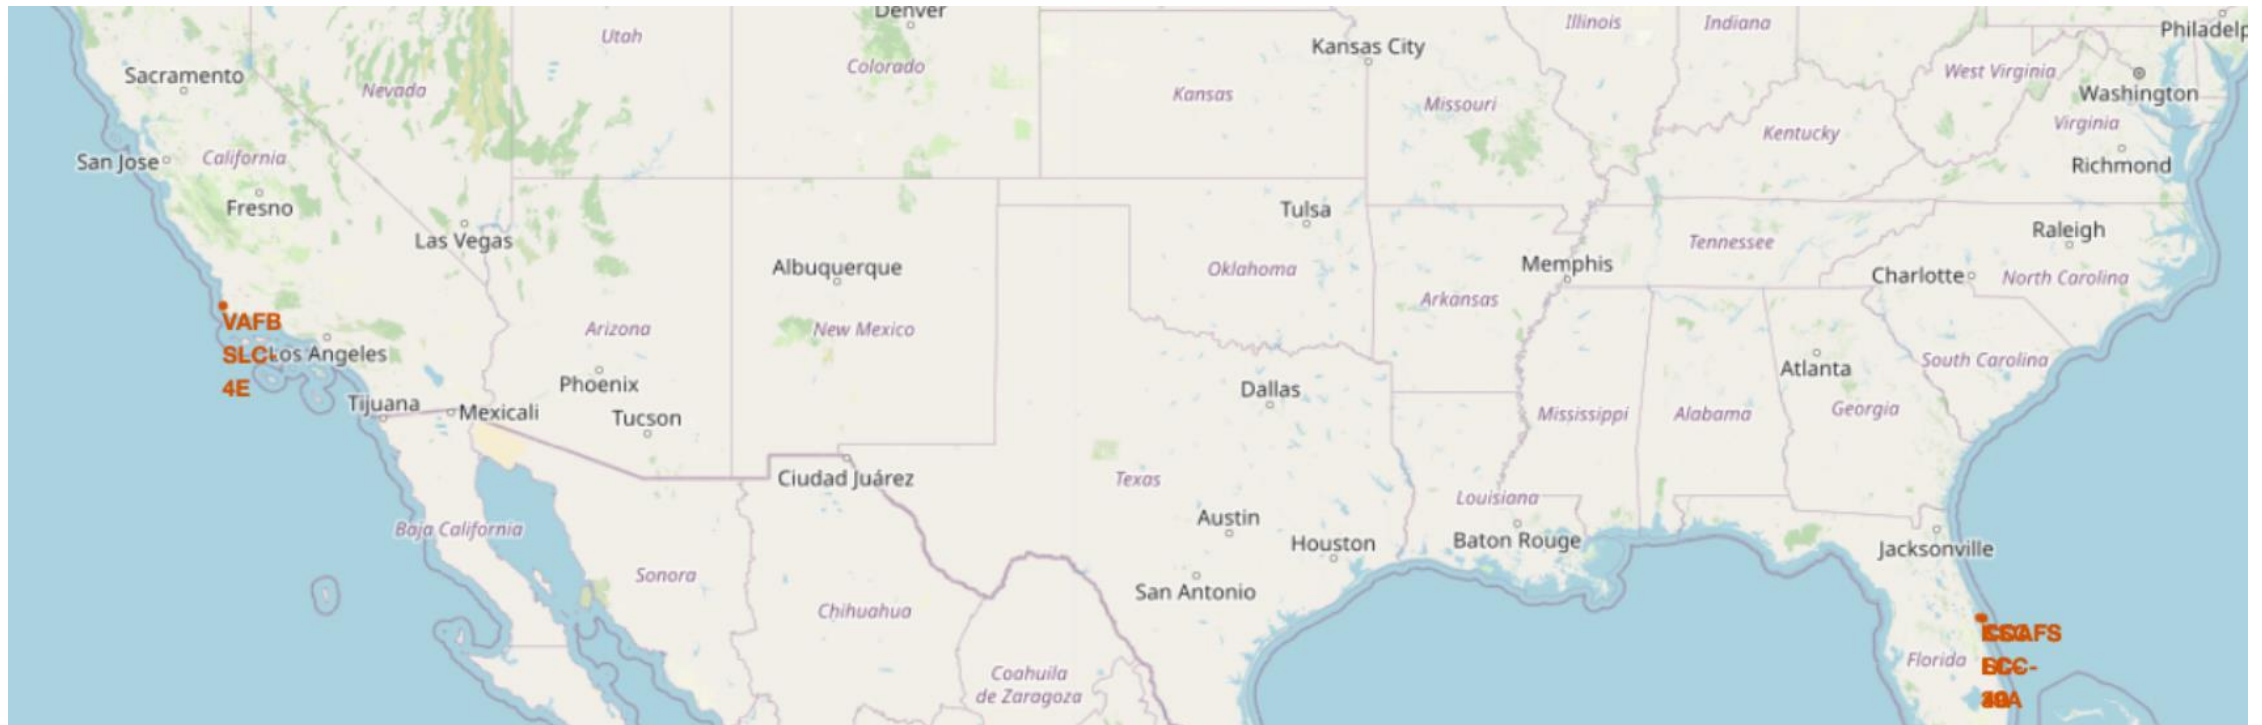 Denver
Philadelp
Illinois
Indiana
Utah
Kansas City
Colorado
West Virginia
Sacramento
Nevada
Kansas
Missouri
Washington
Virginia
Kentucky
San Jose
California
Richmond
Fresno
Tulsa
Las Vegas
Raleigh
Tennessee
Albuquerque
Oklahoma
Memphis
Charlotte
North Carolina
Arkansas
VAFB
SLC-
4E
Arizona
New Mexico
Los Angeles
South Carolina
Atlanta
Phoenix
Dallas
Tijuana
Mexicali
Tucson
Mississippi
Alabama
Georgia
Ciudad Juárez
Texas
Louisiana
Austin
Baja California
Houston
Baton Rouge
Jacksonville
Sonora
San Antonio
Chihuahua
Florida
Coahuila
de Zaragoza